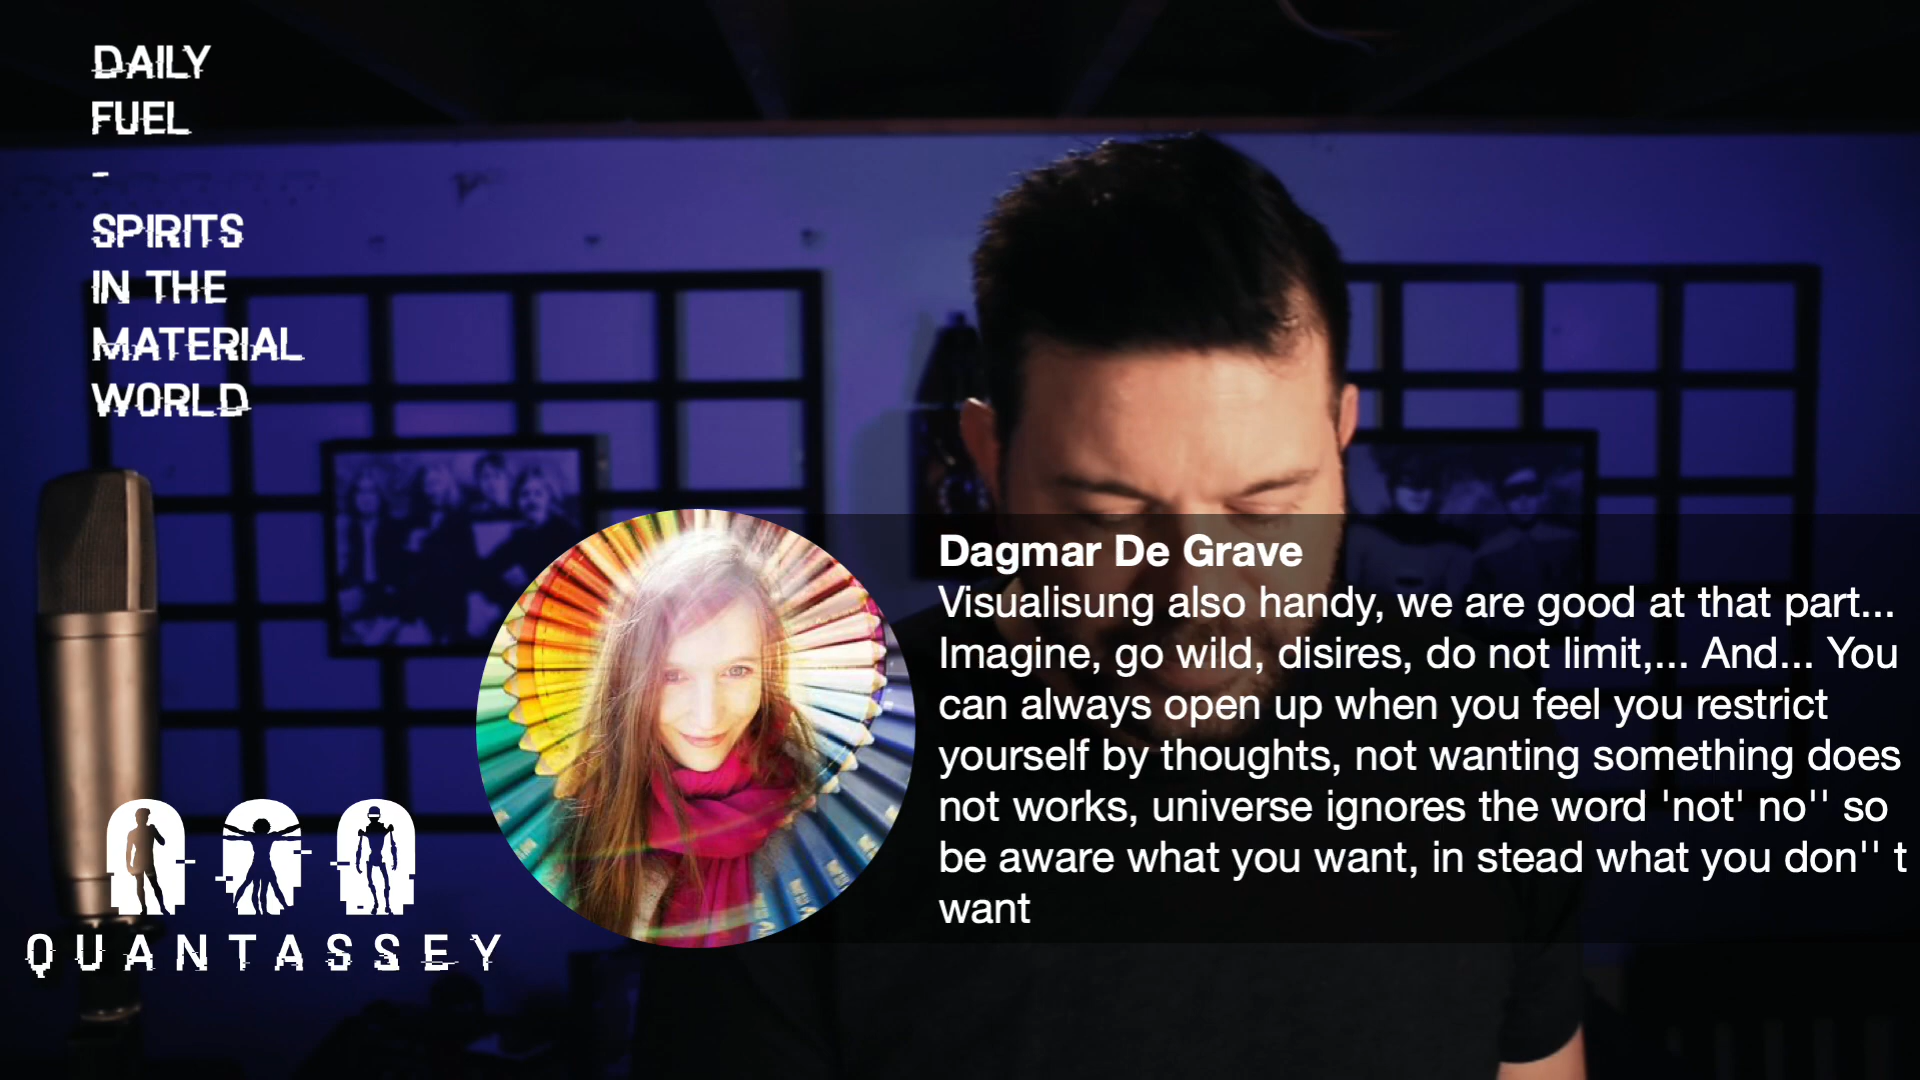 DAILY
FUEL
-
SPIRITS
IN THE
MATERIAL
WORLD
Dagmar De Grave
Visualisung also handy, we are good at that part...
Imagine, go wild, disires, do not limit,... And... You
can always open up when you feel you restrict
yourself by thoughts, not wanting something does
not works, universe ignores the word 'not' no'' so
be aware what you want, in stead what you don'' t
want
QUANTASSEY